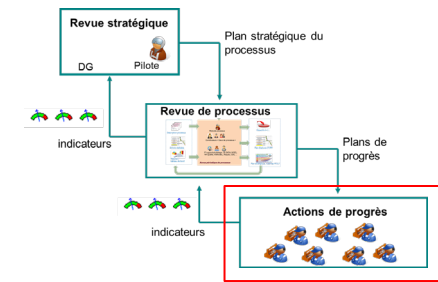 Revue stratégique
DG
Pilote
Plan stratégique du
processus
Revue de processus
indicateurs
Plans de
progrès
Actions de progrès
indicateurs